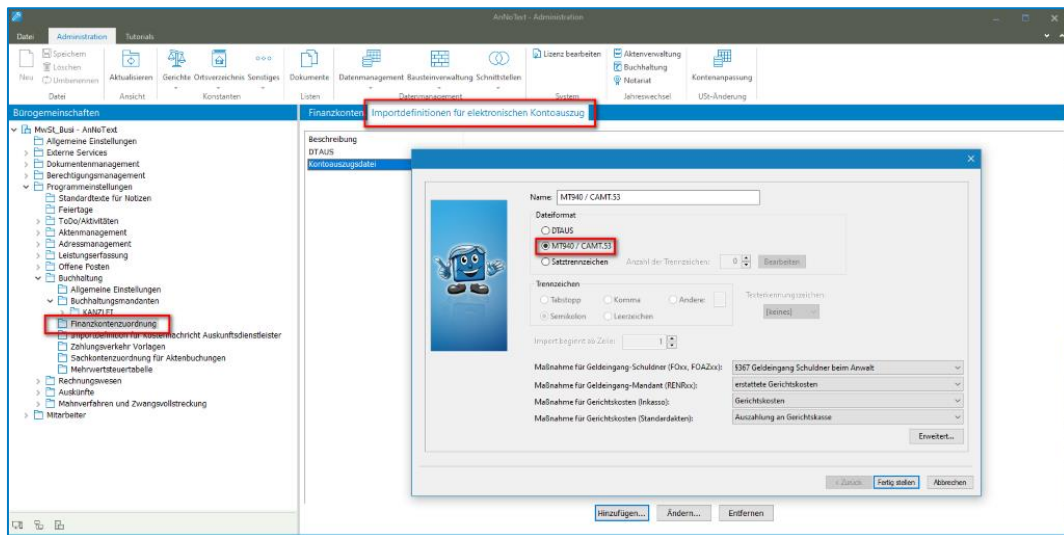 AnNoText - Administration
Datei Administration Tutorials
Neu Speichern Löschen Umbenennen
Aktualisieren
Gerichte Ortsverzeichnis Sonstiges
Dokumente
Datenmanagement Bausteinverwaltung Schnittstellen
Lizenz bearbeiten
Aktenverwaltung
Buchhaltung
Notariat
Kontenanpassung
Datei Ansicht Konstanten Listen Datenmanagement System Jahreswechsel USt-Änderung
Bürogemeinschaften
MwSt_Busi - AnNoText
Allgemeine Einstellungen
Externe Services
Dokumentenmanagement
Berechtigungsmanagement
Programmeinstellungen
Standardtexte für Notizen
Feiertage
ToDo/Aktivitäten
Aktenmanagement
Adressmanagement
Leistungserfassung
Offene Posten
Buchhaltung
Allgemeine Einstellungen
Buchhaltungsmandanten
KANZLEI
Finanzkontenzuordnung
Importdefinition für Kostennachricht Auskunftsdienstleister
Zahlungsverkehr Vorlagen
Sachkontenzuordnung für Aktenbuchungen
Mehrwertsteuertabelle
Rechnungswesen
Auskünfte
Mahnverfahren und Zwangsvollstreckung
Mitarbeiter
Finanzkonten Importdefinitionen für elektronischen Kontoauszug
Beschreibung
DTAUS
Kontoauszugsdatei
Name: MT940 / CAMT.53
Dateiformat
DTAUS
MT940 / CAMT.53
Satztrennzeichen Anzahl der Trennzeichen: 0 Bearbeiten
Trennzeichen
Tabstopp Komma Andere:
Semikolon Leerzeichen
Texterkennungszeichen:
[keines]
Import beginnt ab Zeile: 1
Maßnahme für Geldeingang-Schuldner (FOxx, FOAZxx): §367 Geldeingang Schuldner beim Anwalt
Maßnahme für Geldeingang-Mandant (RENRxx): erstattete Gerichtskosten
Maßnahme für Gerichtskosten (Inkasso): Gerichtskosten
Maßnahme für Gerichtskosten (Standardakten): Auszahlung an Gerichtskasse
Erweitert...
< Zurück Fertig stellen Abbrechen
Hinzufügen... Ändern... Entfernen